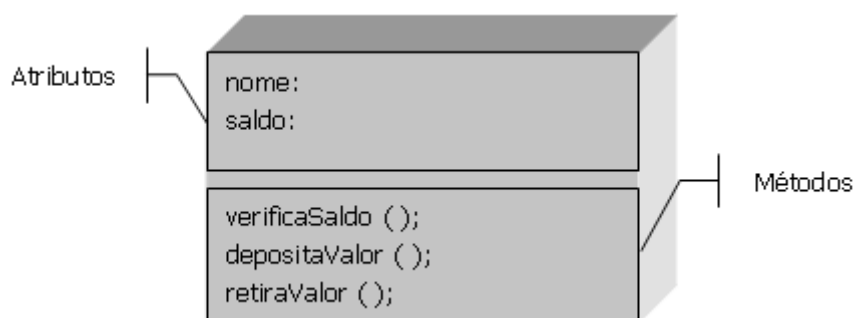 Atributos
nome:
saldo:
Métodos
verificaSaldo ();
depositaValor ();
retiraValor ();